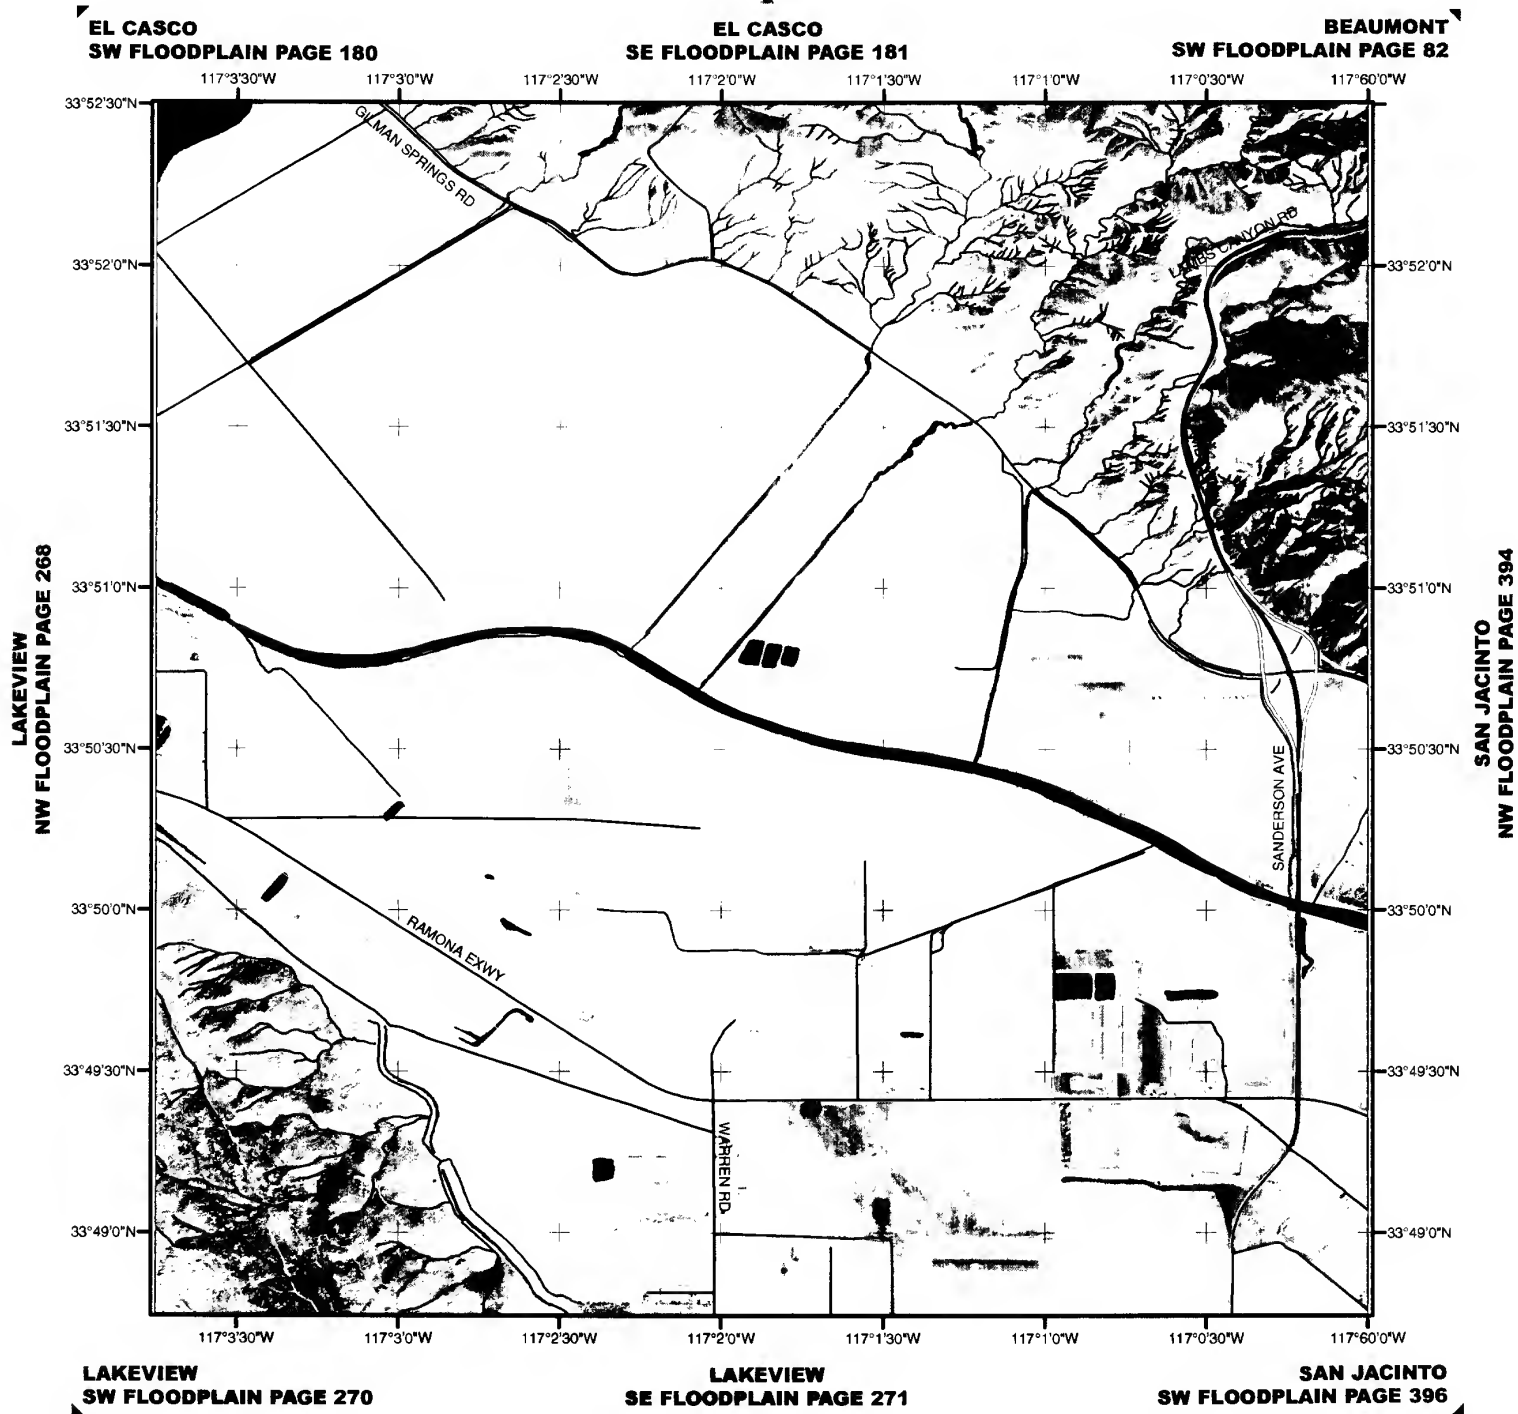 EL CASCO
SW FLOODPLAIN PAGE 180
EL CASCO
SE FLOODPLAIN PAGE 181
BEAUMONT
SW FLOODPLAIN PAGE 82
117°3'30"W 117°3'0"W 117°2'30"W 117°2'0"W 117°1'30"W 117°1'0"W 117°0'30"W 117°60'0"W
33°52'30"N
GILMAN SPRINGS RD
LAMBS CANYON RD
33°52'0"N 33°52'0"N
33°51'30"N 33°51'30"N
LAKEVIEW
NW FLOODPLAIN PAGE 268
SAN JACINTO
NW FLOODPLAIN PAGE 394
33°51'0"N 33°51'0"N
33°50'30"N 33°50'30"N
SANDERSON AVE
33°50'0"N 33°50'0"N
RAMONA EXWY
33°49'30"N 33°49'30"N
WARREN RD
33°49'0"N 33°49'0"N
117°3'30"W 117°3'0"W 117°2'30"W 117°2'0"W 117°1'30"W 117°1'0"W 117°0'30"W 117°60'0"W
LAKEVIEW
SW FLOODPLAIN PAGE 270
LAKEVIEW
SE FLOODPLAIN PAGE 271
SAN JACINTO
SW FLOODPLAIN PAGE 396